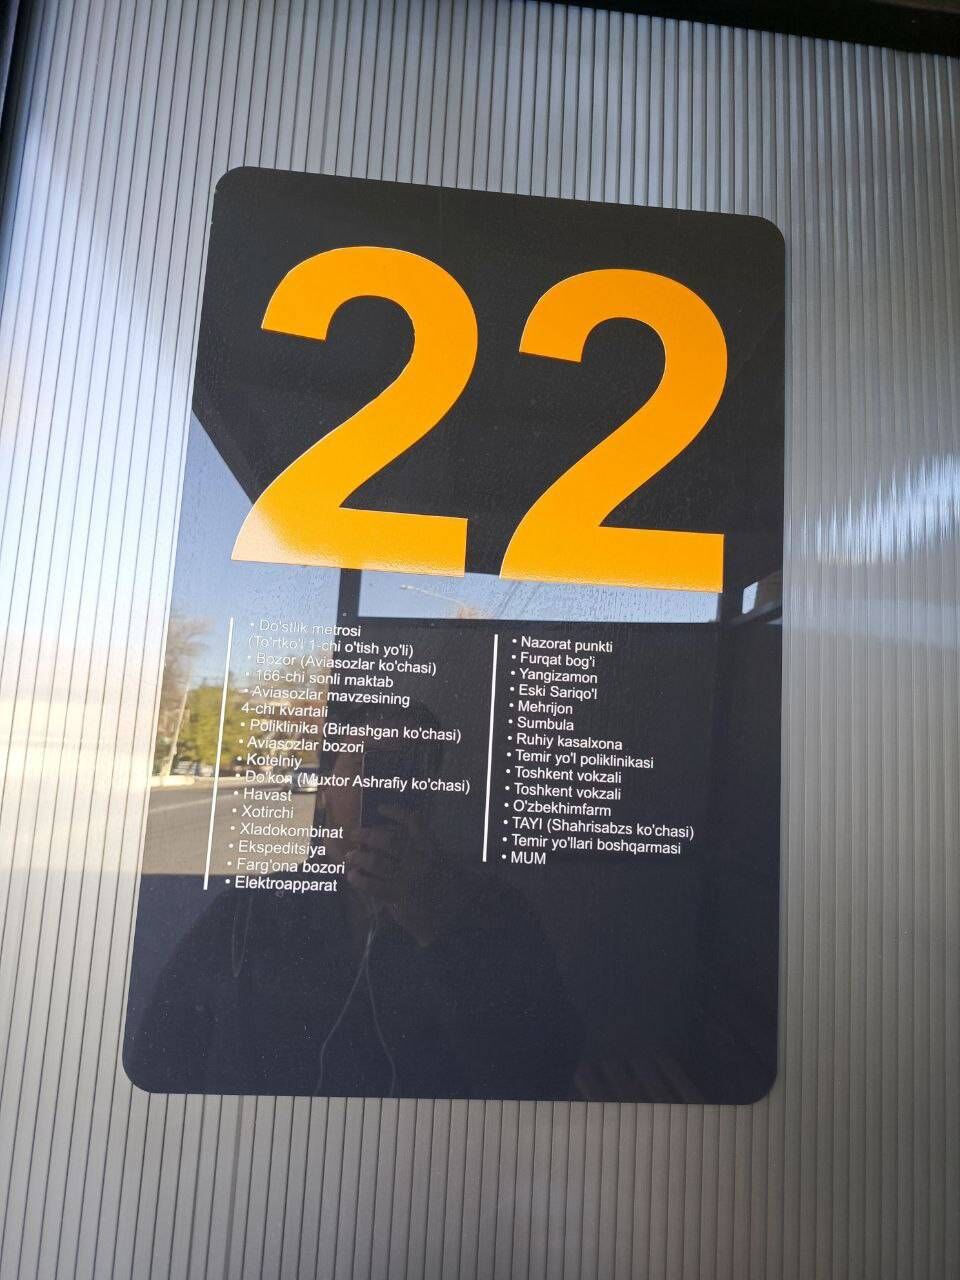 22
• Do'stlik metrosi
(To'rtko'l 1-chi o'tish yo'li)
• Bozor (Aviasozlar ko'chasi)
• 166-chi sonli maktab
• Aviasozlar mavzesining
4-chi kvartali
• Poliklinika (Birlashgan ko'chasi)
• Aviasozlar bozori
• Kotelniy
• Do'kon (Muxtor Ashrafiy ko'chasi)
• Havast
• Xotirchi
• Xladokombinat
• Ekspeditsiya
• Farg'ona bozori
• Elektroapparat
• Nazorat punkti
• Furqat bog'i
• Yangizamon
• Eski Sariqo'l
• Mehrijon
• Sumbula
• Ruhiy kasalxona
• Temir yo'l poliklinikasi
• Toshkent vokzali
• Toshkent vokzali
• O'zbekhimfarm
• TAYI (Shahrisabzs ko'chasi)
• Temir yo'llari boshqarmasi
• MUM